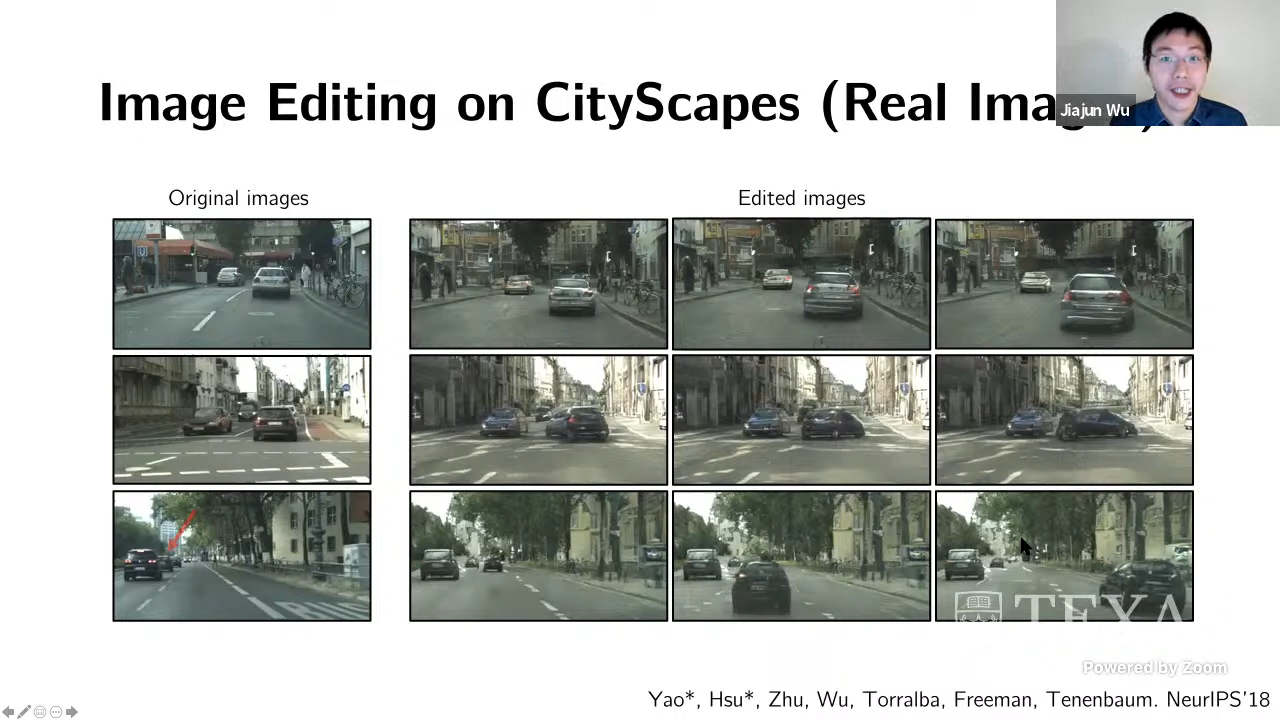 Image Editing on CityScapes (Real Ima
Jiajun Wu
Original images
Edited images
TEXA
Powered by Zoom
Yao*, Hsu*, Zhu, Wu, Torralba, Freeman, Tenenbaum. NeurIPS'18